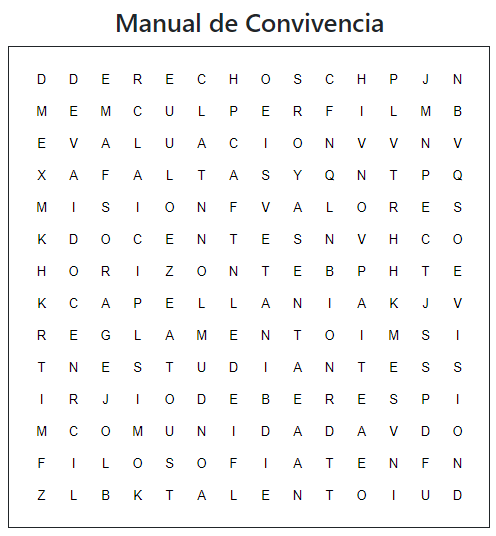 Manual de Convivencia
D D E R E C H O S C H P J N
M E M C U L P E R F I L M B
E V A L U A C I O N V V N V
X A F A L T A S Y Q N T P Q
M I S I O N F V A L O R E S
K D O C E N T E S N V H C O
H O R I Z O N T E B P H T E
K C A P E L L A N I A K J V
R E G L A M E N T O I M S I
T N E S T U D I A N T E S S
I R J I O D E B E R E S P I
M C O M U N I D A D A V D O
F I L O S O F I A T E N F N
Z L B K T A L E N T O I U D